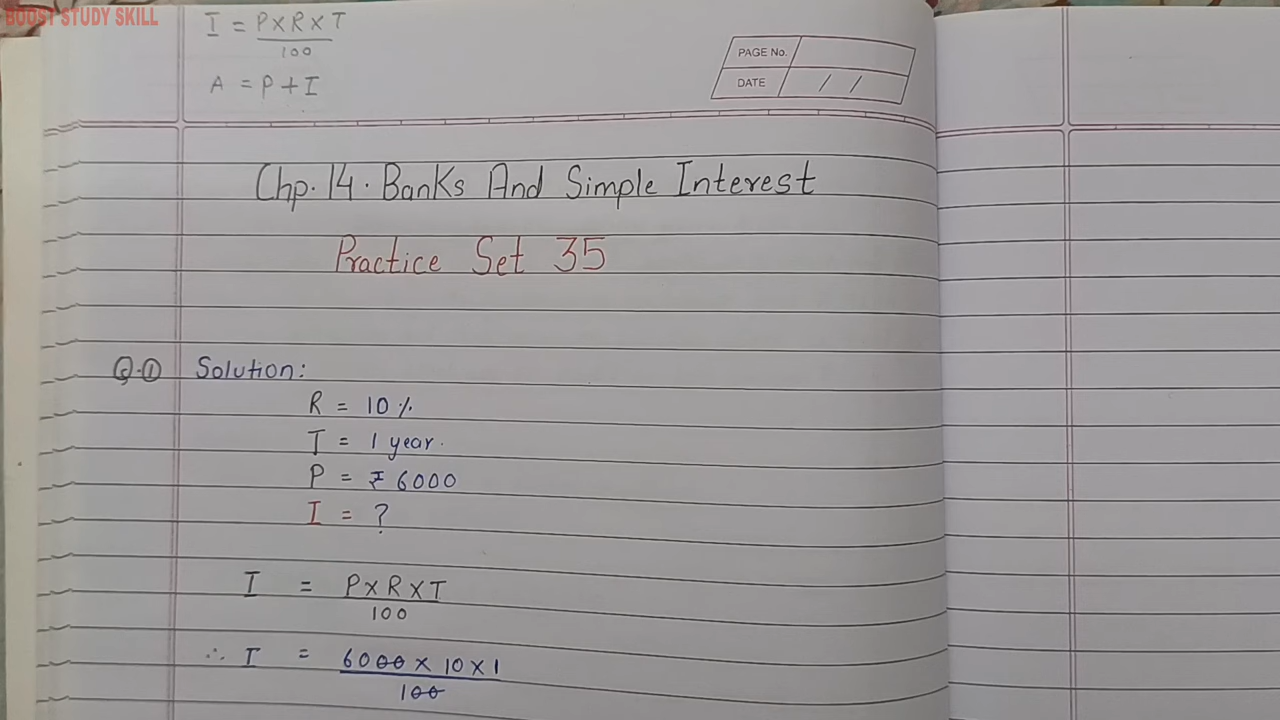 BOOST STUDY SKILL
I = P×R×T
100
A = P + I
PAGE No.
DATE / /
Chp. 14. Banks And Simple Interest
Practice Set 35
Q.① Solution:
R = 10 %
T = 1 year.
P = ₹ 6000
I = ?
I = P×R×T
100
∴ I = 6000 × 10 × 1
100